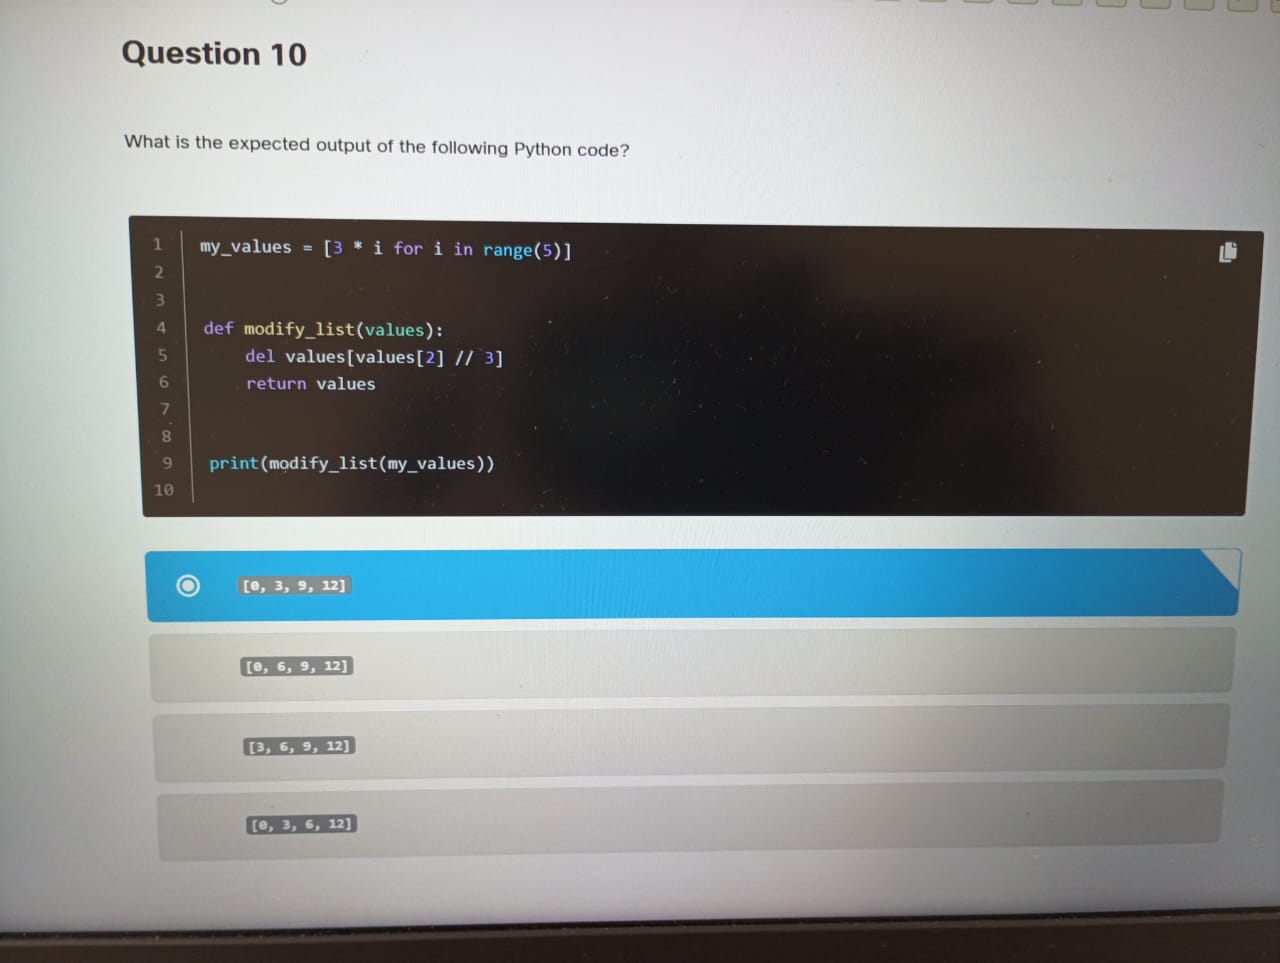 Question 10
What is the expected output of the following Python code?
1 my_values = [3 * i for i in range(5)]
2
3
4 def modify_list(values):
5     del values[values[2] // 3]
6     return values
7
8
9 print(modify_list(my_values))
10
[0, 3, 9, 12]
[0, 6, 9, 12]
[3, 6, 9, 12]
[0, 3, 6, 12]